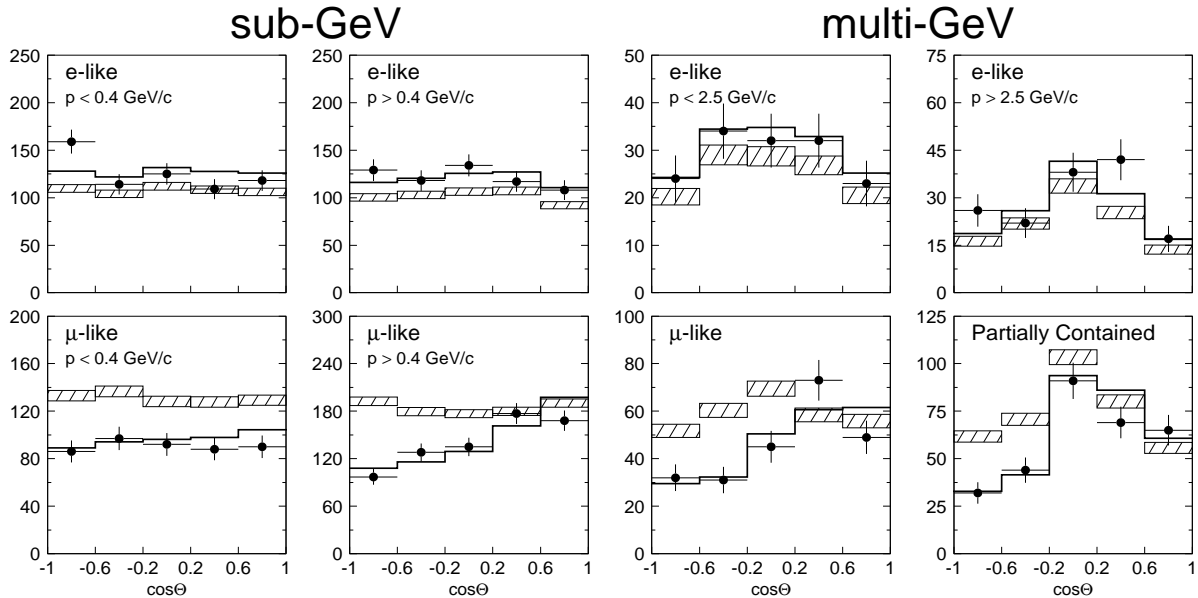 sub-GeV
multi-GeV
250
200
150
100
50
0
e-like
p < 0.4 GeV/c
250
200
150
100
50
0
e-like
p > 0.4 GeV/c
50
40
30
20
10
0
e-like
p < 2.5 GeV/c
75
60
45
30
15
0
e-like
p > 2.5 GeV/c
200
160
120
80
40
0
μ-like
p < 0.4 GeV/c
-1 -0.6 -0.2 0.2 0.6 1
cosΘ
300
240
180
120
60
0
μ-like
p > 0.4 GeV/c
-1 -0.6 -0.2 0.2 0.6 1
cosΘ
100
80
60
40
20
0
μ-like
-1 -0.6 -0.2 0.2 0.6 1
cosΘ
125
100
75
50
25
0
Partially Contained
-1 -0.6 -0.2 0.2 0.6 1
cosΘ